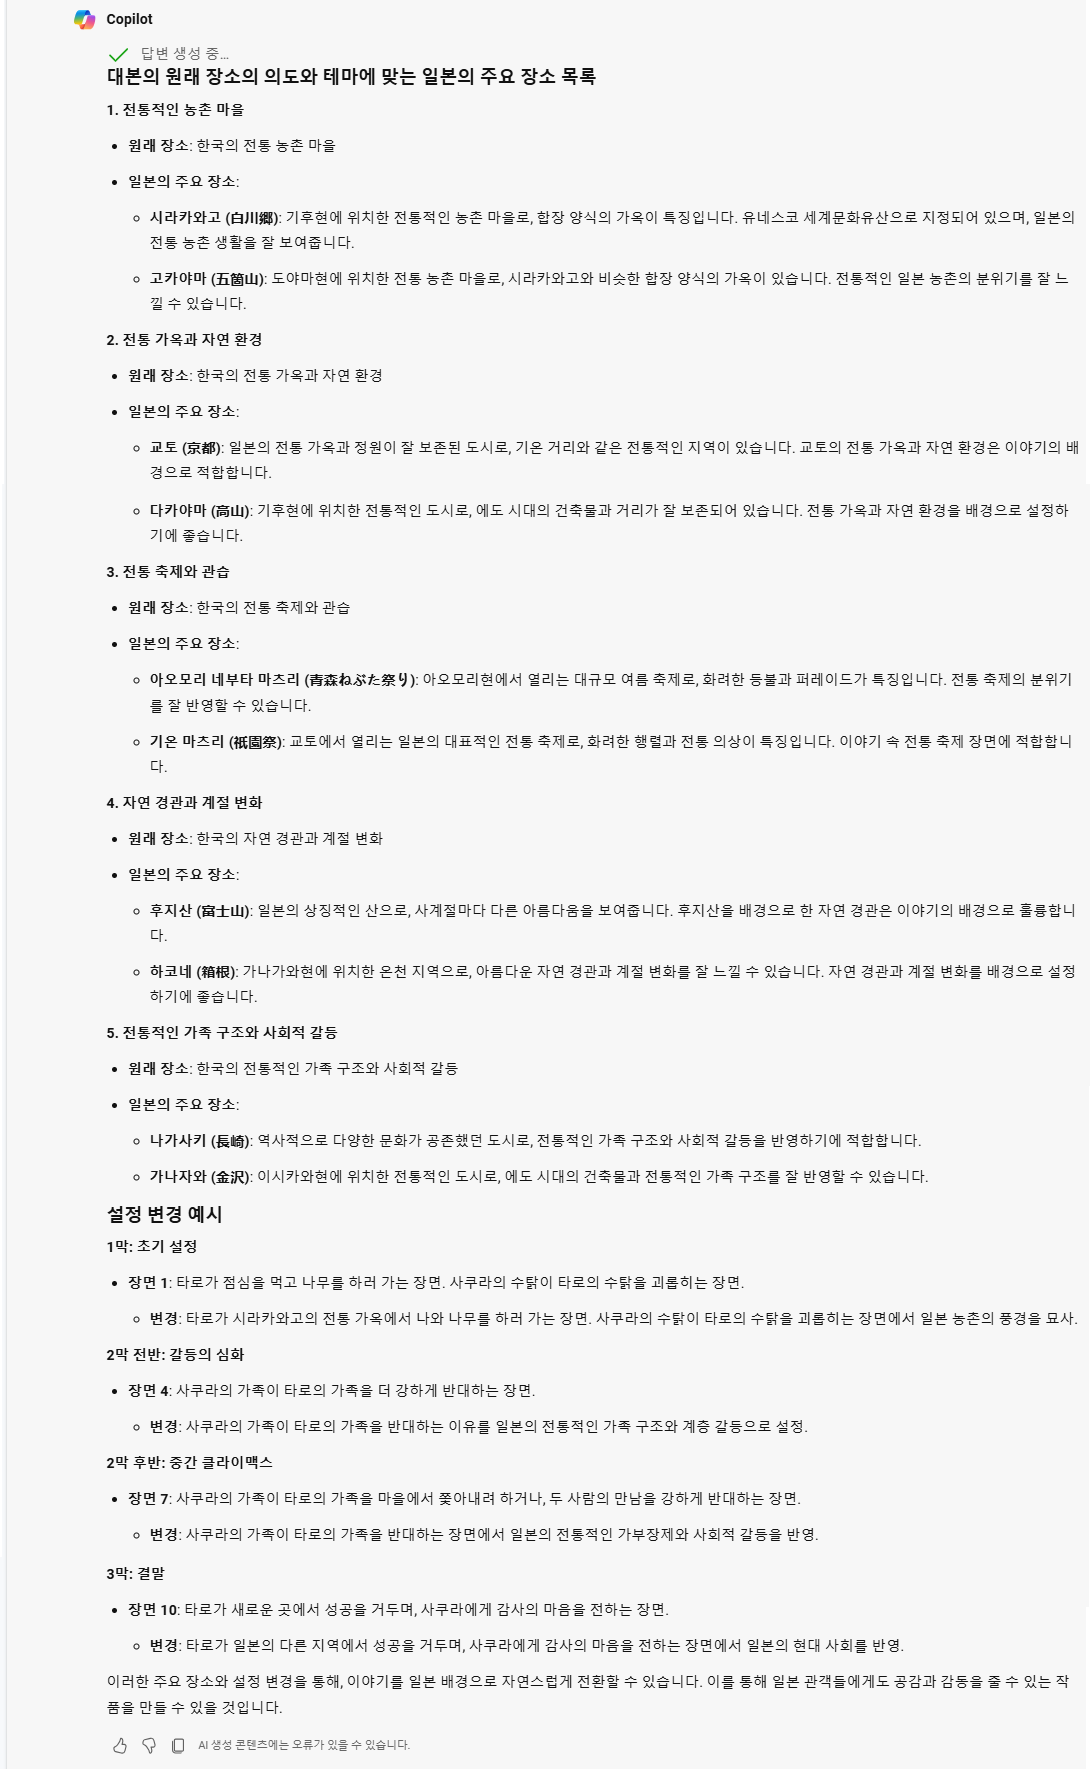 Copilot
답변 생성 중...
대본의 원래 장소의 의도와 테마에 맞는 일본의 주요 장소 목록
1. 전통적인 농촌 마을
• 원래 장소: 한국의 전통 농촌 마을
• 일본의 주요 장소:
◦ 시라카와고 (白川郷): 기후현에 위치한 전통적인 농촌 마을로, 합장 양식의 가옥이 특징입니다. 유네스코 세계문화유산으로 지정되어 있으며, 일본의
전통 농촌 생활을 잘 보여줍니다.
◦ 고카야마 (五箇山): 도야마현에 위치한 전통 농촌 마을로, 시라카와고와 비슷한 합장 양식의 가옥이 있습니다. 전통적인 일본 농촌의 분위기를 잘 느
낄 수 있습니다.
2. 전통 가옥과 자연 환경
• 원래 장소: 한국의 전통 가옥과 자연 환경
• 일본의 주요 장소:
◦ 교토 (京都): 일본의 전통 가옥과 정원이 잘 보존된 도시로, 기온 거리와 같은 전통적인 지역이 있습니다. 교토의 전통 가옥과 자연 환경은 이야기의 배
경으로 적합합니다.
◦ 다카야마 (高山): 기후현에 위치한 전통적인 도시로, 에도 시대의 건축물과 거리가 잘 보존되어 있습니다. 전통 가옥과 자연 환경을 배경으로 설정하
기에 좋습니다.
3. 전통 축제와 관습
• 원래 장소: 한국의 전통 축제와 관습
• 일본의 주요 장소:
◦ 아오모리 네부타 마츠리 (青森ねぶた祭り): 아오모리현에서 열리는 대규모 여름 축제로, 화려한 등불과 퍼레이드가 특징입니다. 전통 축제의 분위기
를 잘 반영할 수 있습니다.
◦ 기온 마츠리 (祇園祭): 교토에서 열리는 일본의 대표적인 전통 축제로, 화려한 행렬과 전통 의상이 특징입니다. 이야기 속 전통 축제 장면에 적합합니
다.
4. 자연 경관과 계절 변화
• 원래 장소: 한국의 자연 경관과 계절 변화
• 일본의 주요 장소:
◦ 후지산 (富士山): 일본의 상징적인 산으로, 사계절마다 다른 아름다움을 보여줍니다. 후지산을 배경으로 한 자연 경관은 이야기의 배경으로 훌륭합니
다.
◦ 하코네 (箱根): 가나가와현에 위치한 온천 지역으로, 아름다운 자연 경관과 계절 변화를 잘 느낄 수 있습니다. 자연 경관과 계절 변화를 배경으로 설정
하기에 좋습니다.
5. 전통적인 가족 구조와 사회적 갈등
• 원래 장소: 한국의 전통적인 가족 구조와 사회적 갈등
• 일본의 주요 장소:
◦ 나가사키 (長崎): 역사적으로 다양한 문화가 공존했던 도시로, 전통적인 가족 구조와 사회적 갈등을 반영하기에 적합합니다.
◦ 가나자와 (金沢): 이시카와현에 위치한 전통적인 도시로, 에도 시대의 건축물과 전통적인 가족 구조를 잘 반영할 수 있습니다.
설정 변경 예시
1막: 초기 설정
• 장면 1: 타로가 점심을 먹고 나무를 하러 가는 장면. 사쿠라의 수탉이 타로의 수탉을 괴롭히는 장면.
◦ 변경: 타로가 시라카와고의 전통 가옥에서 나와 나무를 하러 가는 장면. 사쿠라의 수탉이 타로의 수탉을 괴롭히는 장면에서 일본 농촌의 풍경을 묘사.
2막 전반: 갈등의 심화
• 장면 4: 사쿠라의 가족이 타로의 가족을 더 강하게 반대하는 장면.
◦ 변경: 사쿠라의 가족이 타로의 가족을 반대하는 이유를 일본의 전통적인 가족 구조와 계층 갈등으로 설정.
2막 후반: 중간 클라이맥스
• 장면 7: 사쿠라의 가족이 타로의 가족을 마을에서 쫓아내려 하거나, 두 사람의 만남을 강하게 반대하는 장면.
◦ 변경: 사쿠라의 가족이 타로의 가족을 반대하는 장면에서 일본의 전통적인 가부장제와 사회적 갈등을 반영.
3막: 결말
• 장면 10: 타로가 새로운 곳에서 성공을 거두며, 사쿠라에게 감사의 마음을 전하는 장면.
◦ 변경: 타로가 일본의 다른 지역에서 성공을 거두며, 사쿠라에게 감사의 마음을 전하는 장면에서 일본의 현대 사회를 반영.
이러한 주요 장소와 설정 변경을 통해, 이야기를 일본 배경으로 자연스럽게 전환할 수 있습니다. 이를 통해 일본 관객들에게도 공감과 감동을 줄 수 있는 작
품을 만들 수 있을 것입니다.
AI 생성 콘텐츠에는 오류가 있을 수 있습니다.